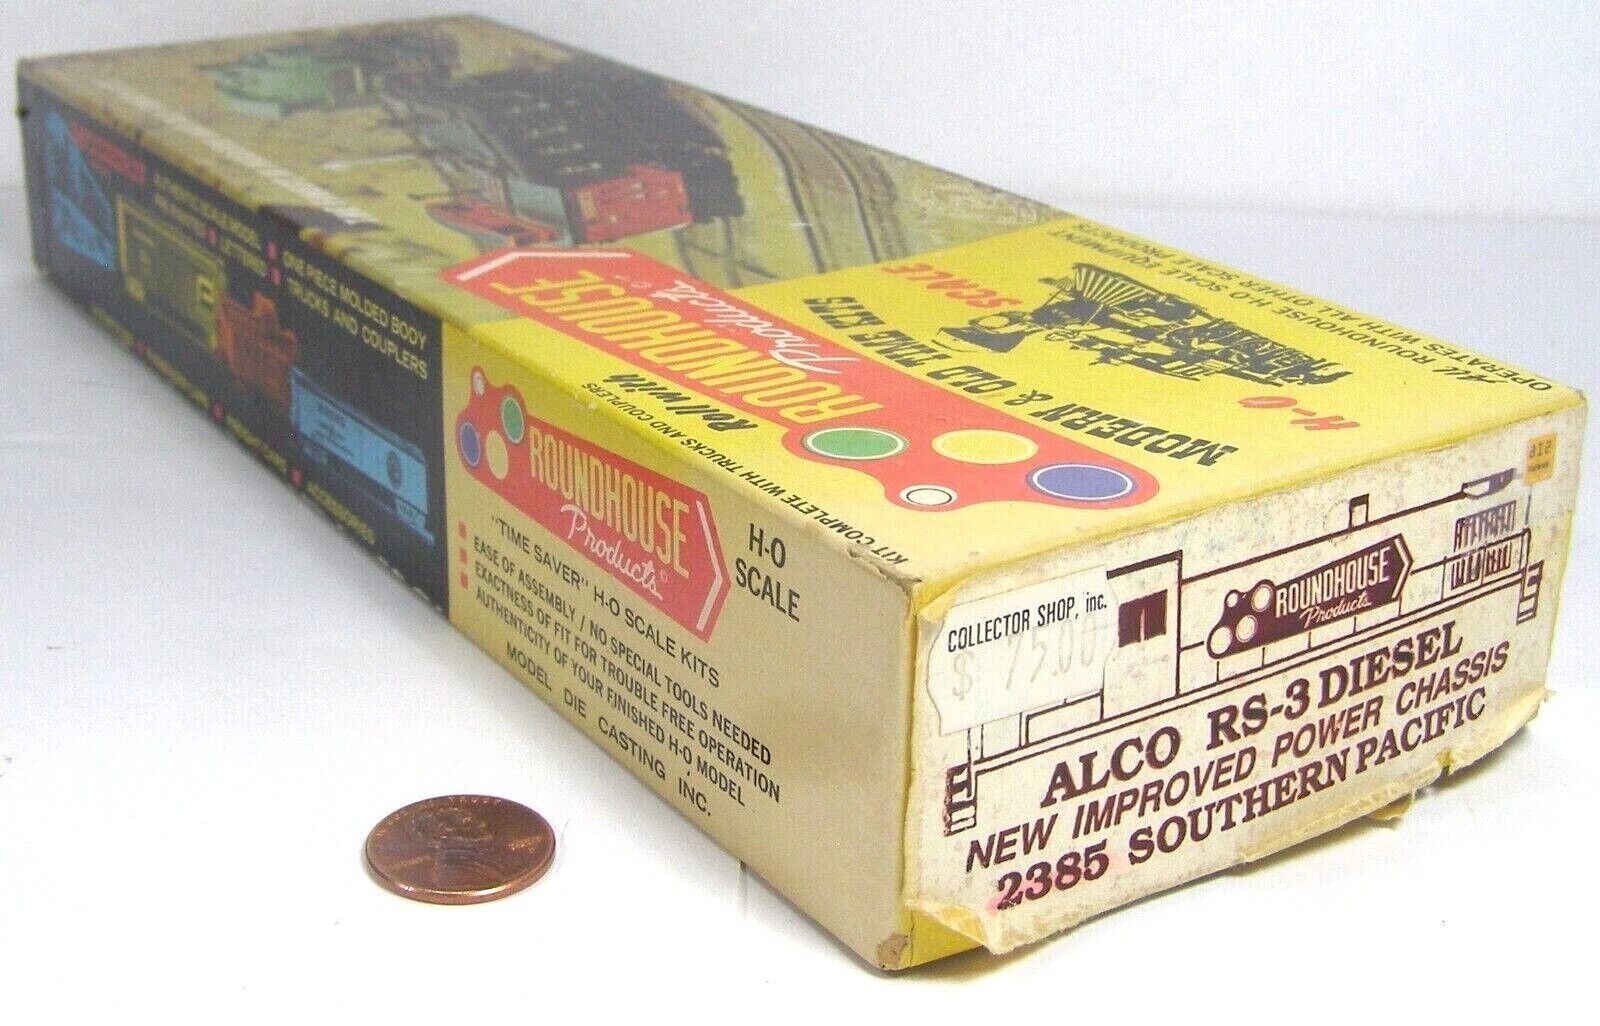 ALL ROUNDHOUSE H-O SCALE EQUIPMENT
OPERATES WITH ALL OTHER SCALE PRODUCTS
H-O SCALE
MODERN & OLD TIME KITS
ROUNDHOUSE
Products
Roll with
ROUNDHOUSE
KIT COMPLETE WITH TRUCKS AND COUPLERS
ONE PIECE MOLDED BODY
TRUCKS AND COUPLERS
LETTERED
ACCESSORIES
ROUNDHOUSE
Products
H-O
SCALE
"TIME SAVER" H-O SCALE KITS
EASE OF ASSEMBLY / NO SPECIAL TOOLS NEEDED
EXACTNESS OF FIT FOR TROUBLE FREE OPERATION
AUTHENTICITY OF YOUR FINISHED H-O MODEL
MODEL DIE CASTING INC.
COLLECTOR SHOP, inc.
$ 75.00
ROUNDHOUSE
Products
ALCO RS-3 DIESEL
NEW IMPROVED POWER CHASSIS
2385 SOUTHERN PACIFIC